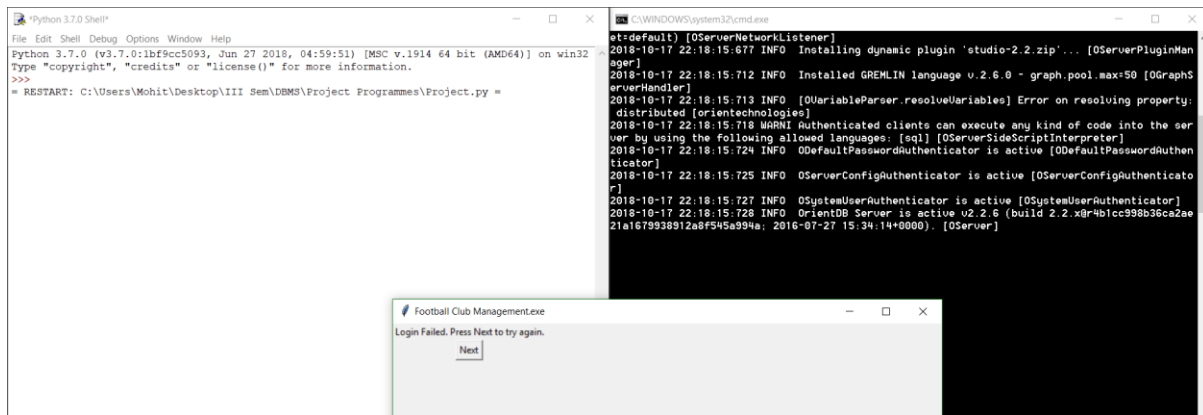 *Python 3.7.0 Shell*
File Edit Shell Debug Options Window Help
Python 3.7.0 (v3.7.0:1bf9cc5093, Jun 27 2018, 04:59:51) [MSC v.1914 64 bit (AMD64)] on win32
Type "copyright", "credits" or "license()" for more information.
>>>
= RESTART: C:\Users\Mohit\Desktop\III Sem\DBMS\Project Programmes\Project.py =
C:\WINDOWS\system32\cmd.exe
et=default) [OServerNetworkListener]
2018-10-17 22:18:15:677 INFO  Installing dynamic plugin 'studio-2.2.zip'... [OServerPluginMan
ager]
2018-10-17 22:18:15:712 INFO  Installed GREMLIN language v.2.6.0 - graph.pool.max=50 [OGraphS
erverHandler]
2018-10-17 22:18:15:713 INFO  [OVariableParser.resolveVariables] Error on resolving property:
 distributed [orientechnologies]
2018-10-17 22:18:15:718 WARNI Authenticated clients can execute any kind of code into the ser
ver by using the following allowed languages: [sql] [OServerSideScriptInterpreter]
2018-10-17 22:18:15:724 INFO  ODefaultPasswordAuthenticator is active [ODefaultPasswordAuthen
ticator]
2018-10-17 22:18:15:725 INFO  OServerConfigAuthenticator is active [OServerConfigAuthenticato
r]
2018-10-17 22:18:15:727 INFO  OSystemUserAuthenticator is active [OSystemUserAuthenticator]
2018-10-17 22:18:15:728 INFO  OrientDB Server is active v2.2.6 (build 2.2.x@r4b1cc998b36ca2ae
21a1679938912a8f545a994a; 2016-07-27 15:34:14+0000). [OServer]
Football Club Management.exe
Login Failed. Press Next to try again.
Next